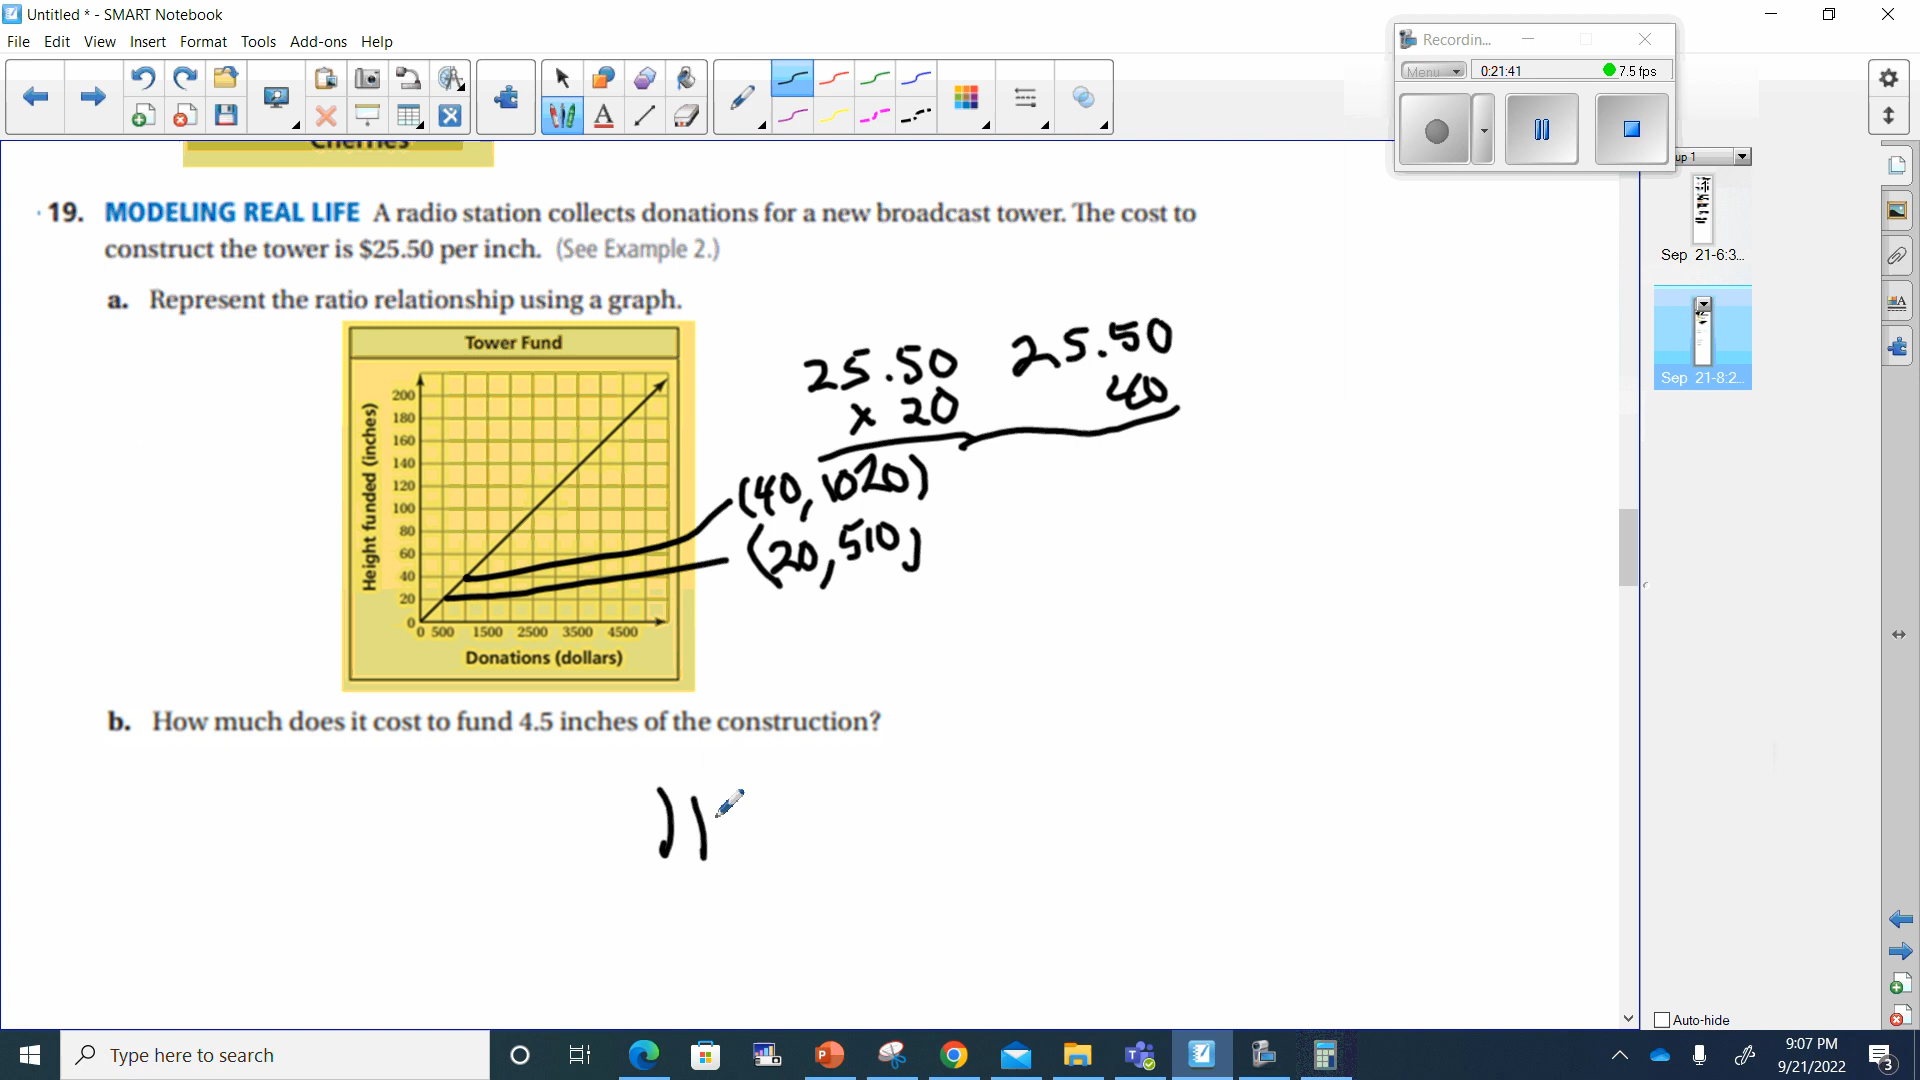 Untitled * - SMART Notebook
File Edit View Insert Format Tools Add-ons Help
Recordin...
Menu
0:21:41
7.5 fps
up 1
Cherries
19. MODELING REAL LIFE A radio station collects donations for a new broadcast tower. The cost to
construct the tower is $25.50 per inch. (See Example 2.)
a. Represent the ratio relationship using a graph.
Tower Fund
Height funded (inches)
200
180
160
140
120
100
80
60
40
20
0
0 500 1500 2500 3500 4500
Donations (dollars)
25.50
x 20
25.50
40
(40, 1020)
(20, 510)
b. How much does it cost to fund 4.5 inches of the construction?
11
Sep 21-6:3...
Sep 21-8:2...
Auto-hide
Type here to search
9:07 PM
9/21/2022
3